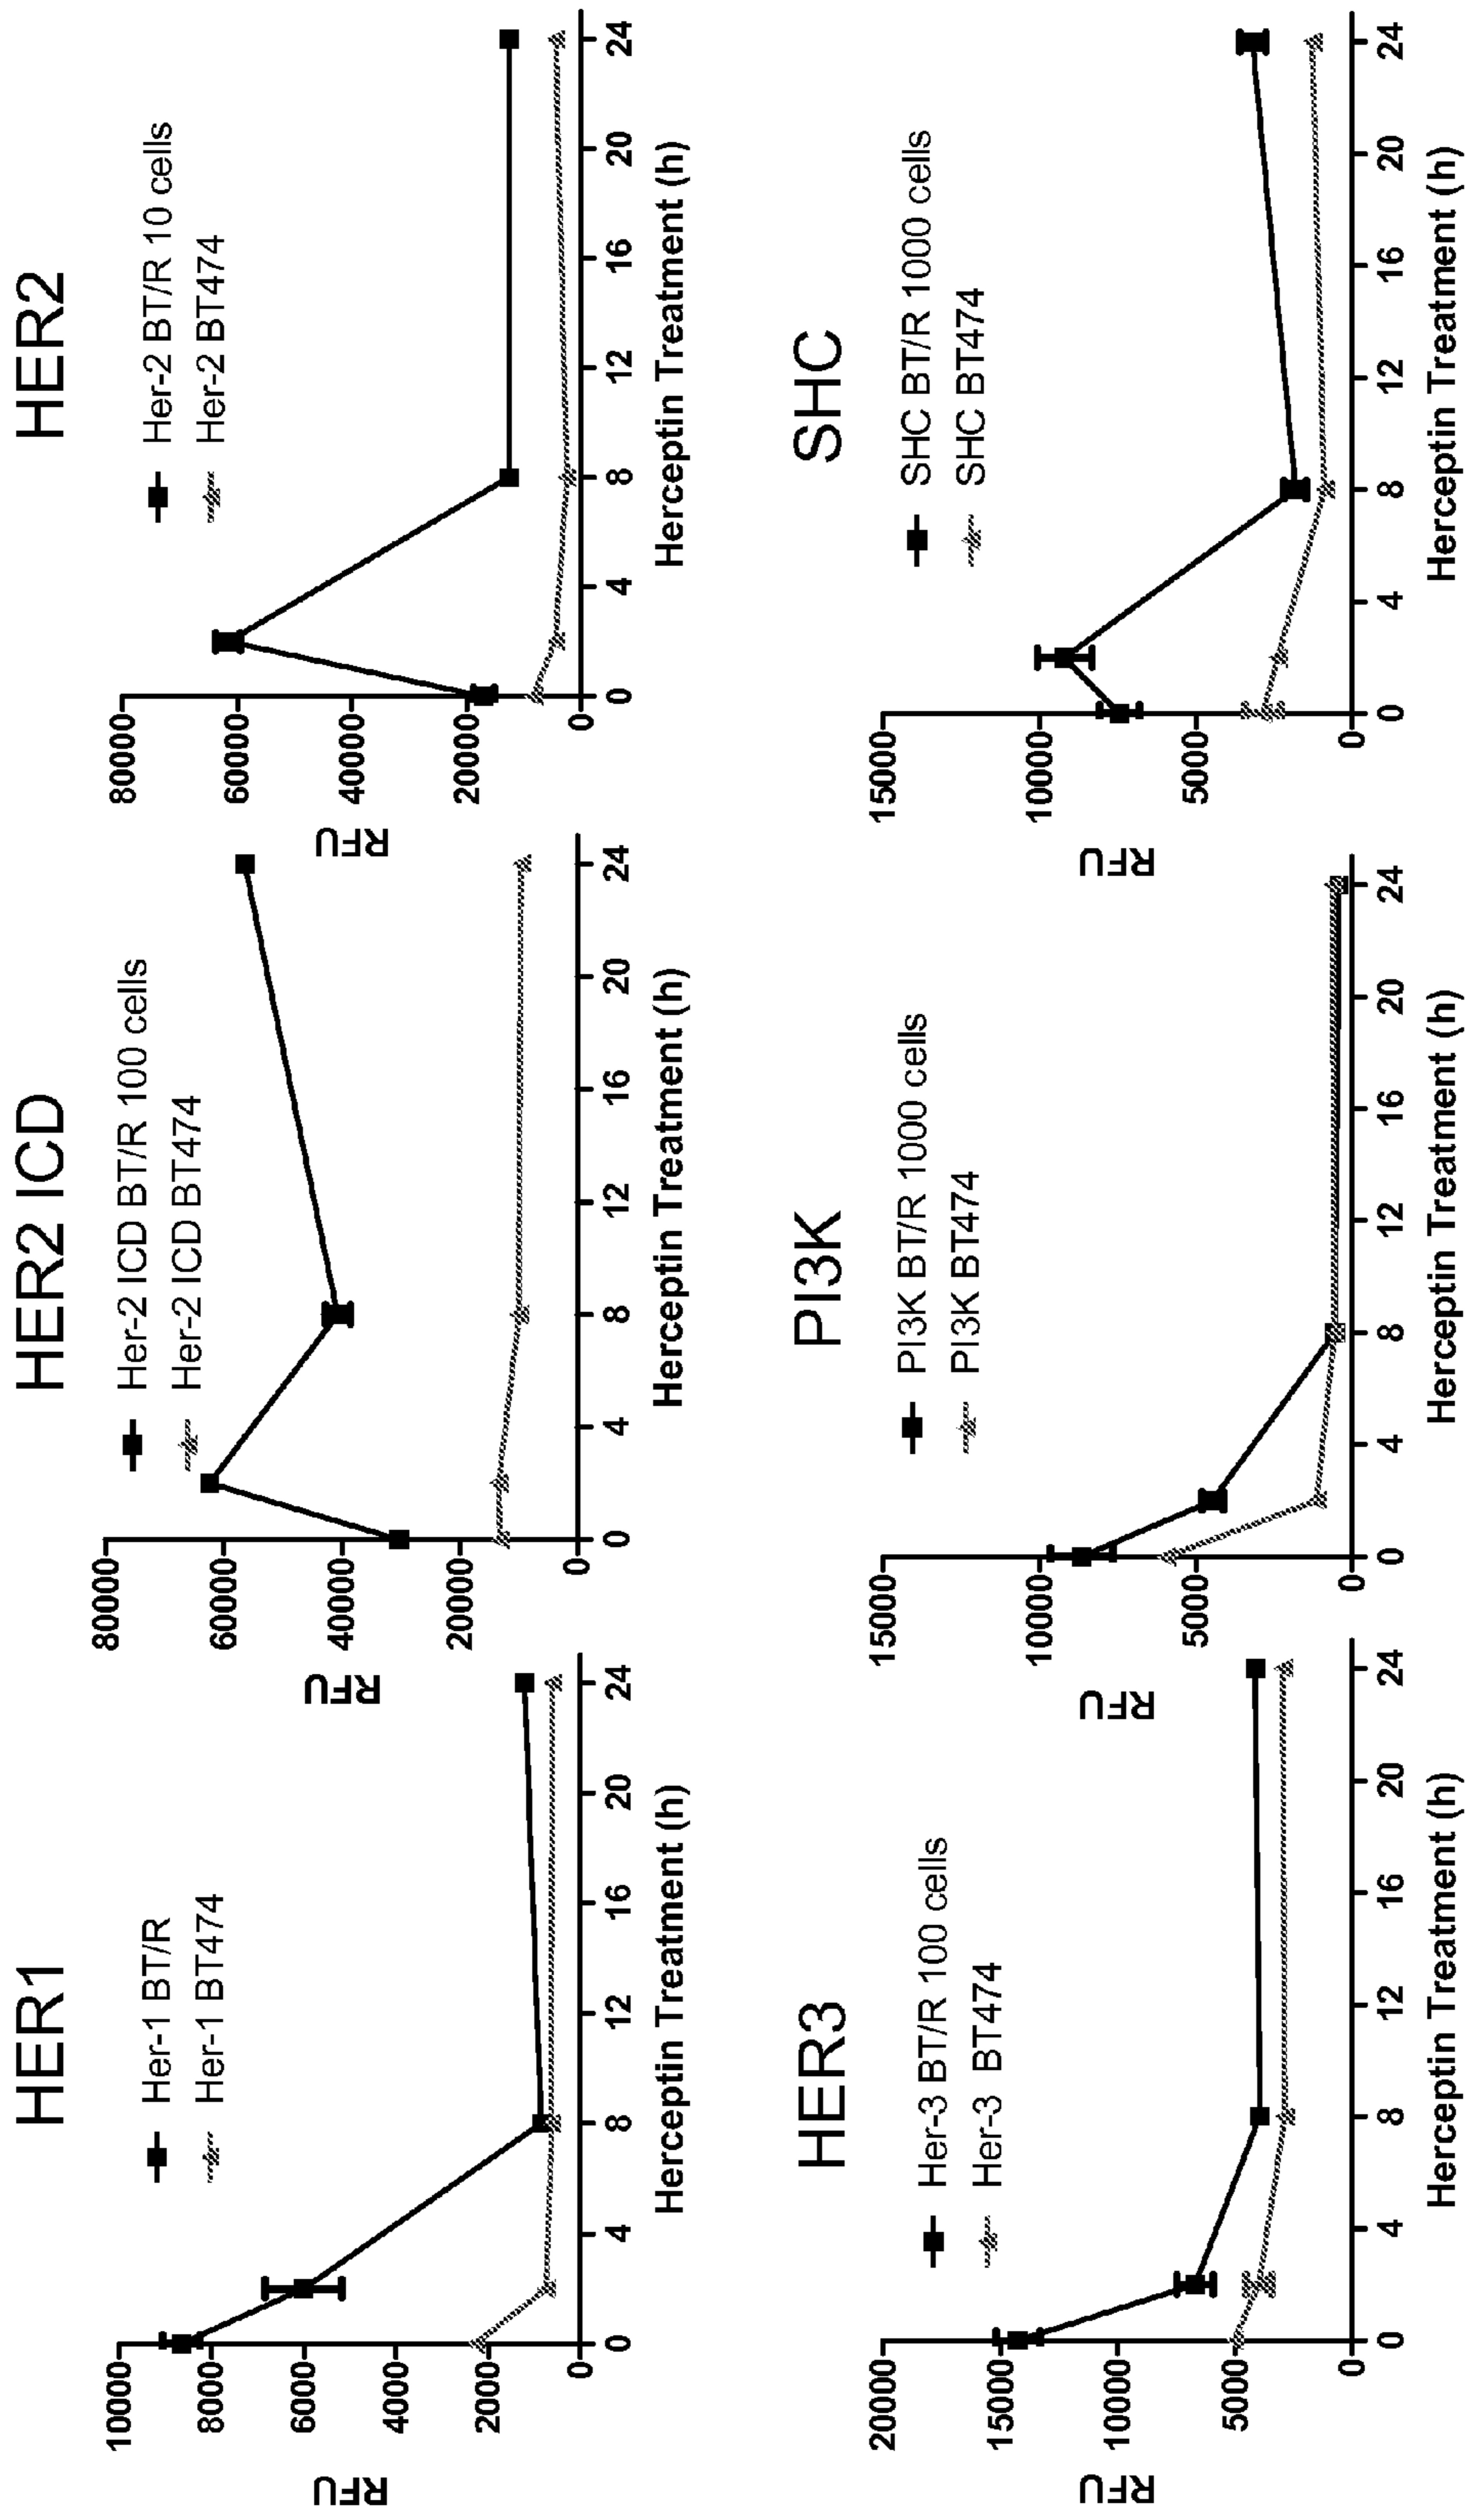 HER1
RFU
10000
8000
6000
4000
2000
0
Her-1 BT/R
Her-1 BT474
0 4 8 12 16 20 24
Herceptin Treatment (h)
HER2 ICD
RFU
80000
60000
40000
20000
0
Her-2 ICD BT/R 100 cells
Her-2 ICD BT474
0 4 8 12 16 20 24
Herceptin Treatment (h)
HER2
RFU
80000
60000
40000
20000
0
Her-2 BT/R 10 cells
Her-2 BT474
0 4 8 12 16 20 24
Herceptin Treatment (h)
HER3
RFU
20000
15000
10000
5000
0
Her-3 BT/R 100 cells
Her-3 BT474
0 4 8 12 16 20 24
Herceptin Treatment (h)
PI3K
RFU
15000
10000
5000
0
PI3K BT/R 1000 cells
PI3K BT474
0 4 8 12 16 20 24
Herceptin Treatment (h)
SHC
RFU
15000
10000
5000
0
SHC BT/R 1000 cells
SHC BT474
0 4 8 12 16 20 24
Herceptin Treatment (h)